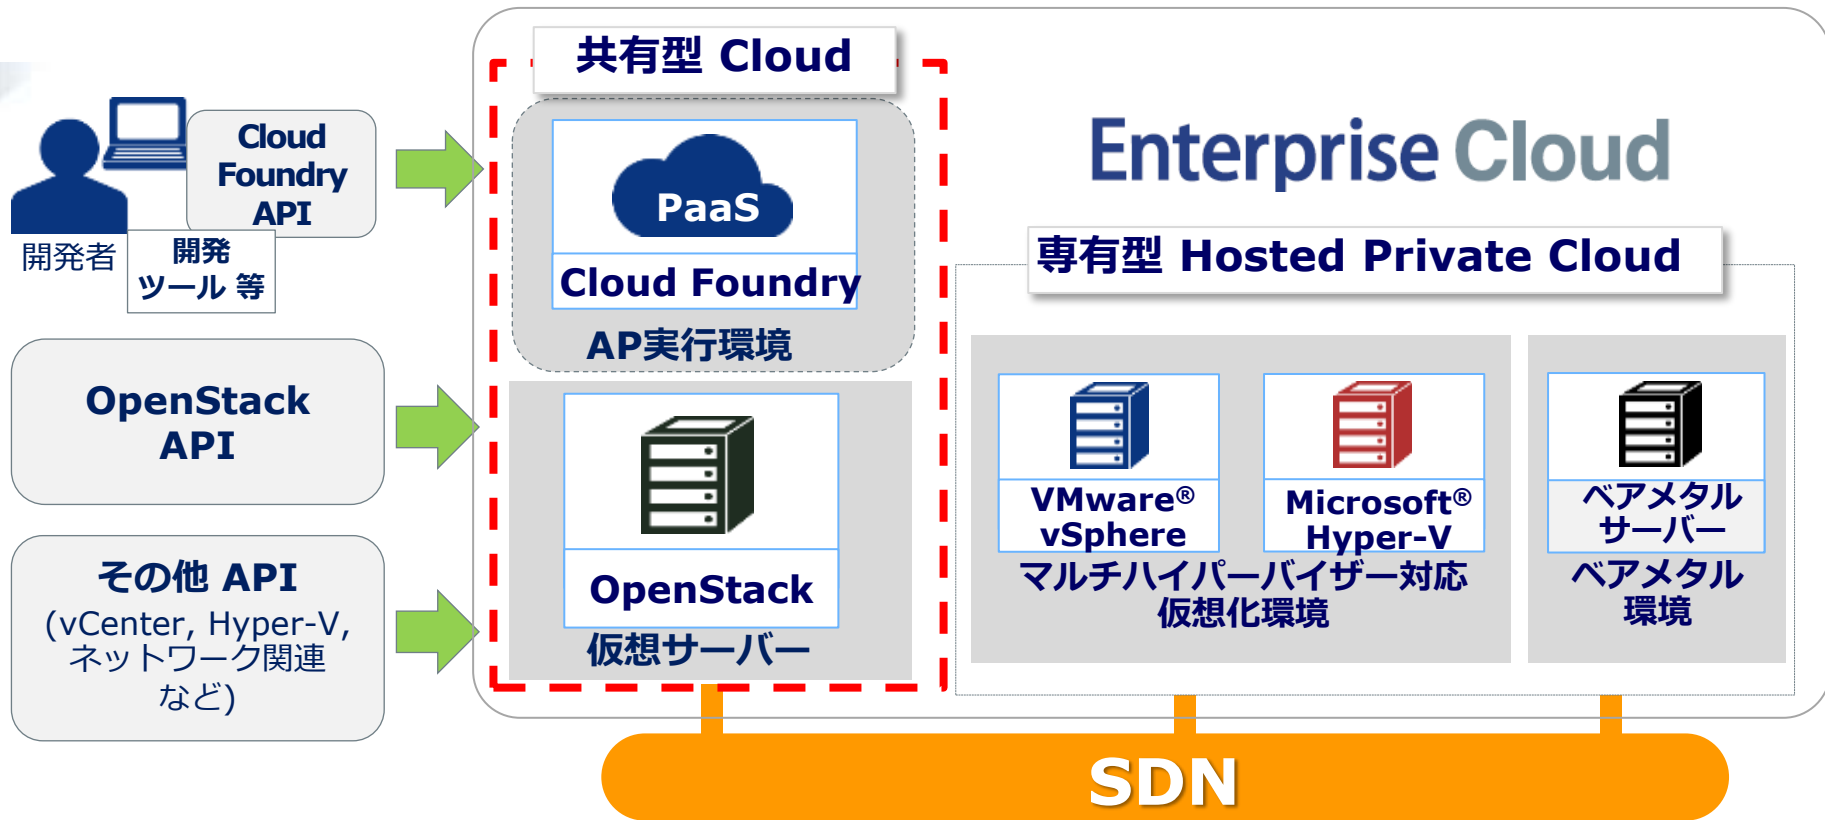 共有型 Cloud
Cloud
Foundry
API
開発者
開発
ツール 等
PaaS
Cloud Foundry
AP実行環境
OpenStack
API
OpenStack
仮想サーバー
その他 API
(vCenter, Hyper-V,
ネットワーク関連
など)
Enterprise Cloud
専有型 Hosted Private Cloud
VMware®
vSphere
Microsoft®
Hyper-V
マルチハイパーバイザー対応
仮想化環境
ベアメタル
サーバー
ベアメタル
環境
SDN